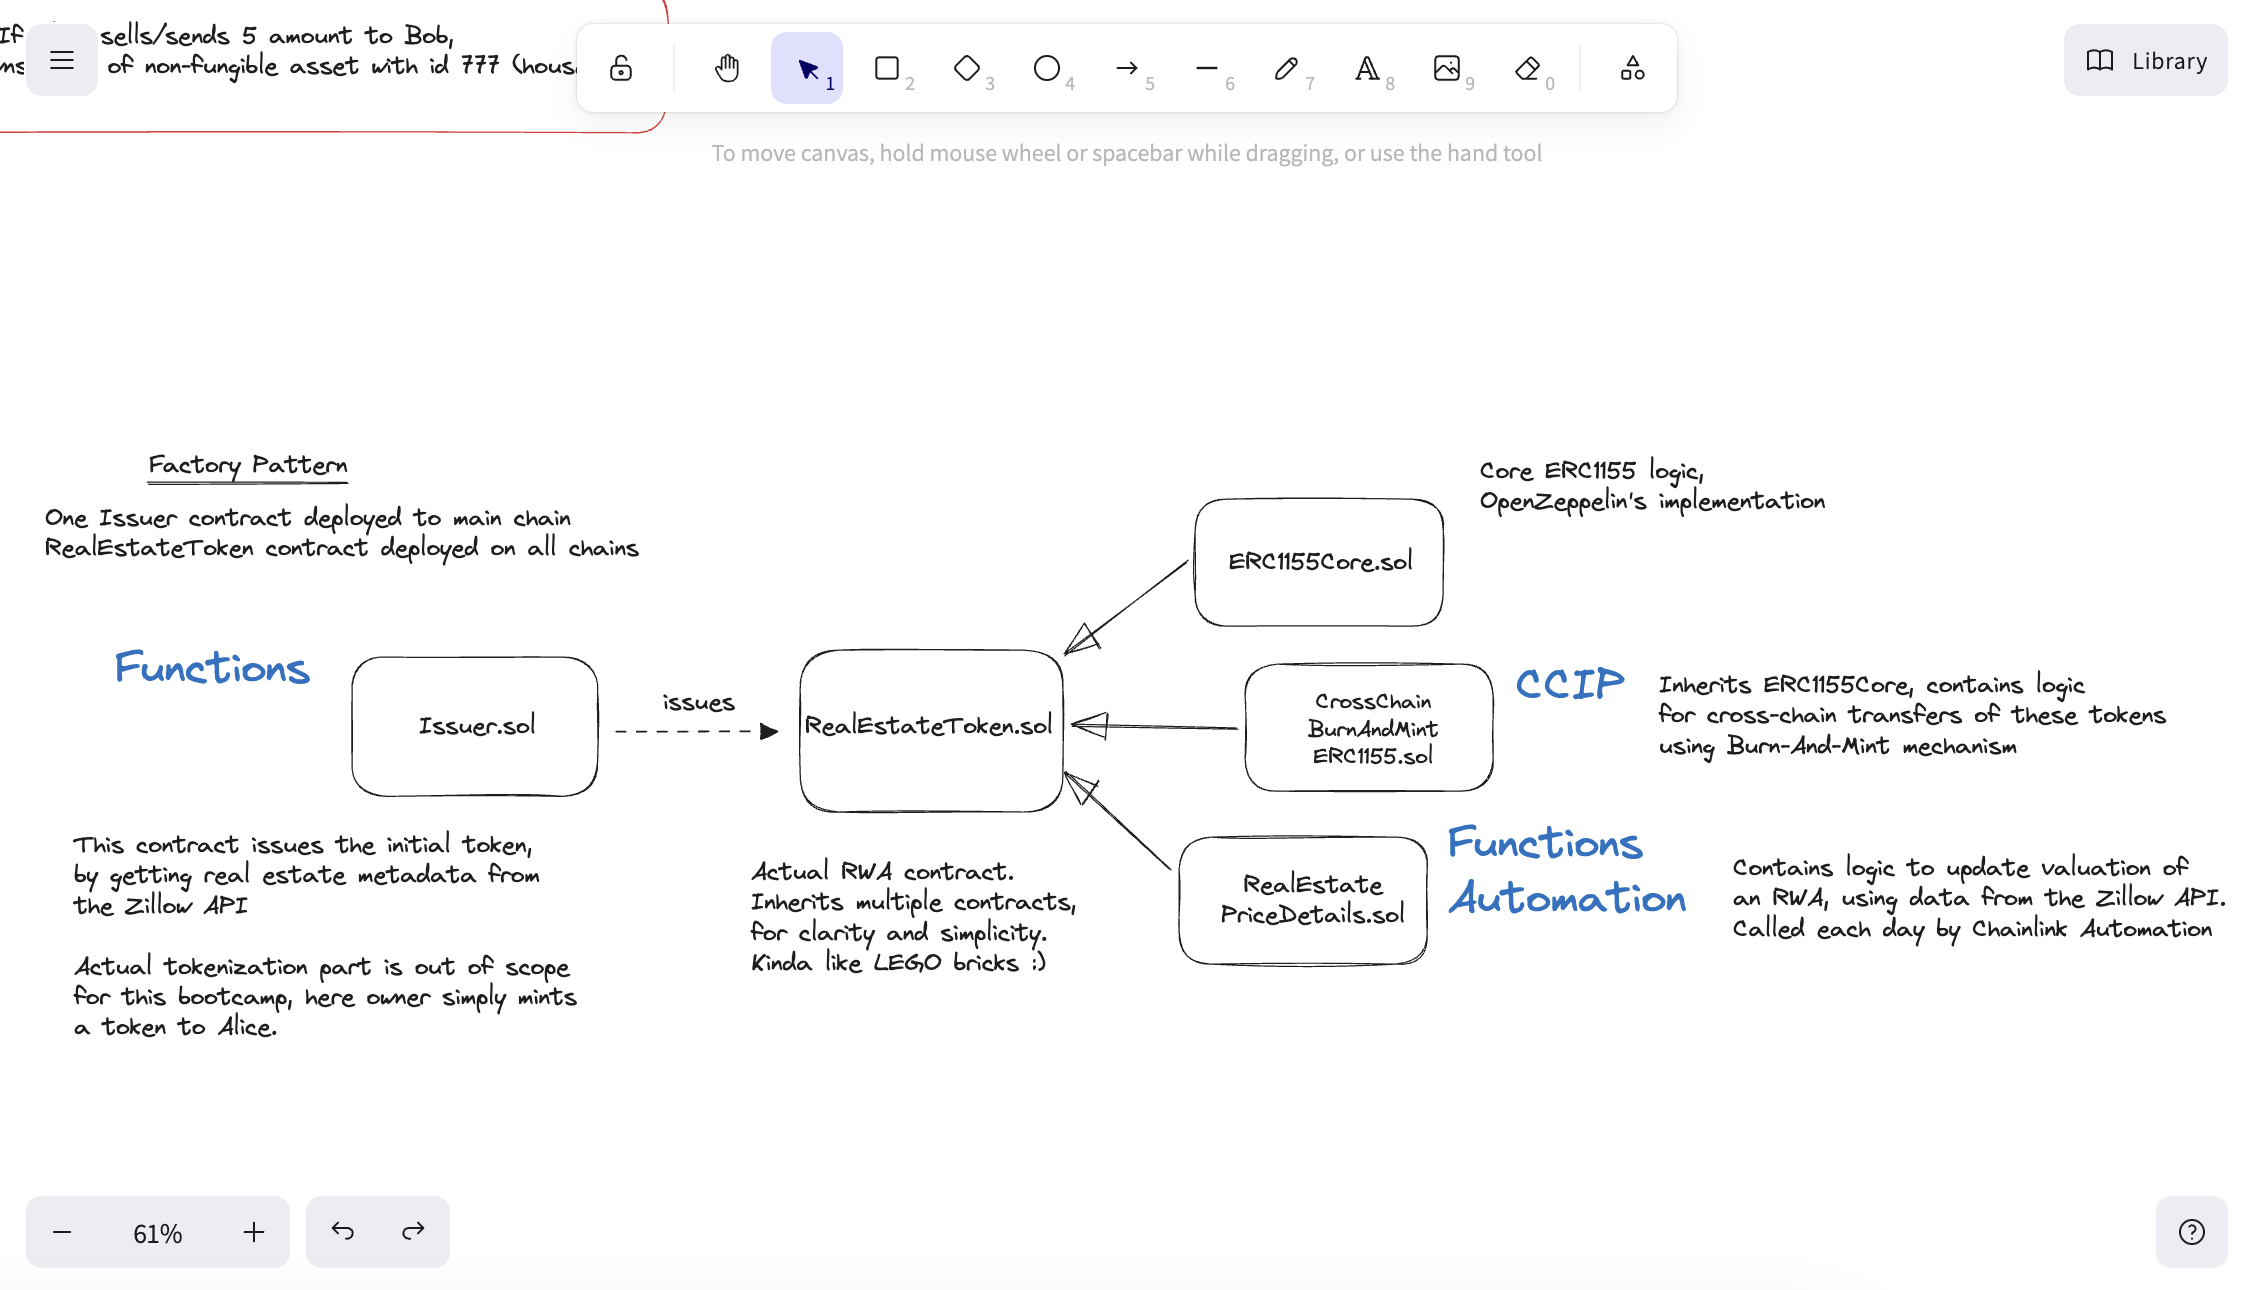 If sells/sends 5 amount to Bob,
of non-fungible asset with id 777
1
2
3
4
5
6
7
8
9
0
Library
To move canvas, hold mouse wheel or spacebar while dragging, or use the hand tool
Factory Pattern
One Issuer contract deployed to main chain
RealEstateToken contract deployed on all chains
Functions
Issuer.sol
issues
This contract issues the initial token,
by getting real estate metadata from
the Zillow API
Actual tokenization part is out of scope
for this bootcamp, here owner simply mints
a token to Alice.
RealEstateToken.sol
Actual RWA contract.
Inherits multiple contracts,
for clarity and simplicity.
Kinda like LEGO bricks :)
Core ERC1155 logic,
OpenZeppelin's implementation
ERC1155Core.sol
CrossChain
BurnAndMint
ERC1155.sol
CCIP
Inherits ERC1155Core, contains logic
for cross-chain transfers of these tokens
using Burn-And-Mint mechanism
RealEstate
PriceDetails.sol
Functions
Automation
Contains logic to update valuation of
an RWA, using data from the Zillow API.
Called each day by Chainlink Automation
61%